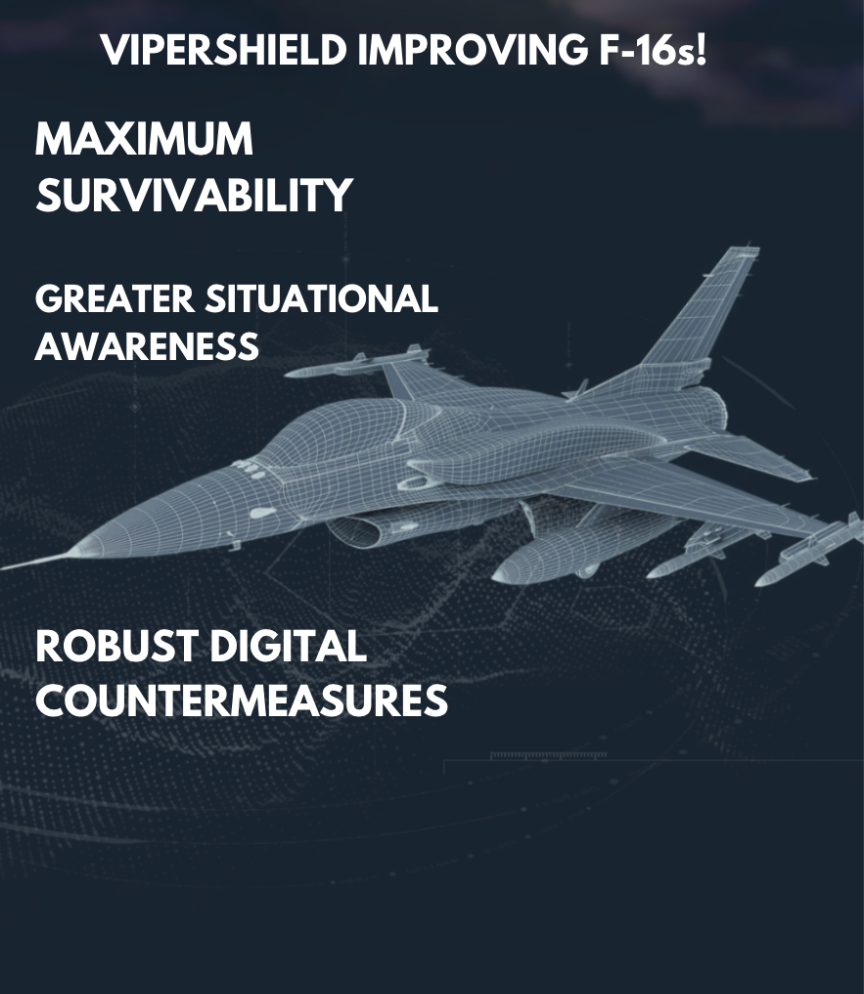 VIPERSHIELD IMPROVING F-16s!
MAXIMUM
SURVIVABILITY
GREATER SITUATIONAL
AWARENESS
ROBUST DIGITAL
COUNTERMEASURES